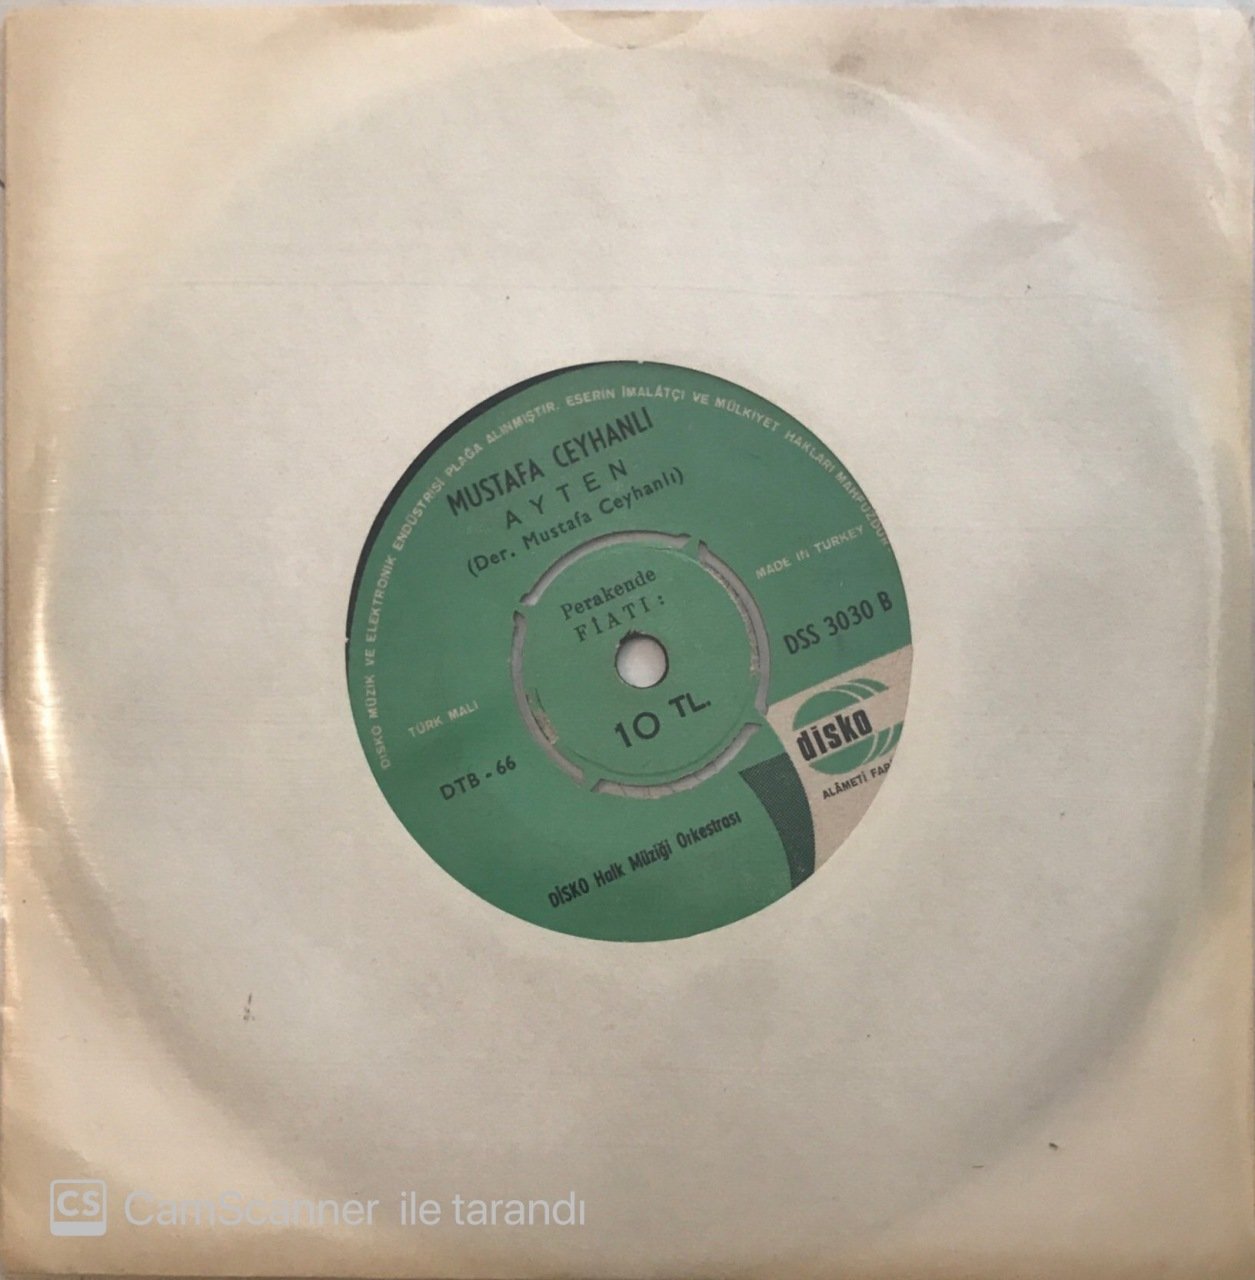 DİSKO MÜZİK VE ELEKTRONİK ENDÜSTRİSİ PLAĞA ALINMIŞTIR. ESERİN İMALÂTÇI VE MÜLKİYET HAKLARI MAHFUZDUR.
MUSTAFA CEYHANLI
AYTEN
(Der. Mustafa Ceyhanlı)
MADE IN TURKEY
Perakende
FİATI:
DSS 3030 B
10 TL.
TÜRK MALI
DTB - 66
disko
ALÂMETİ
DİSKO Halk Müziği Orkestrası
CS CamScanner ile tarandı